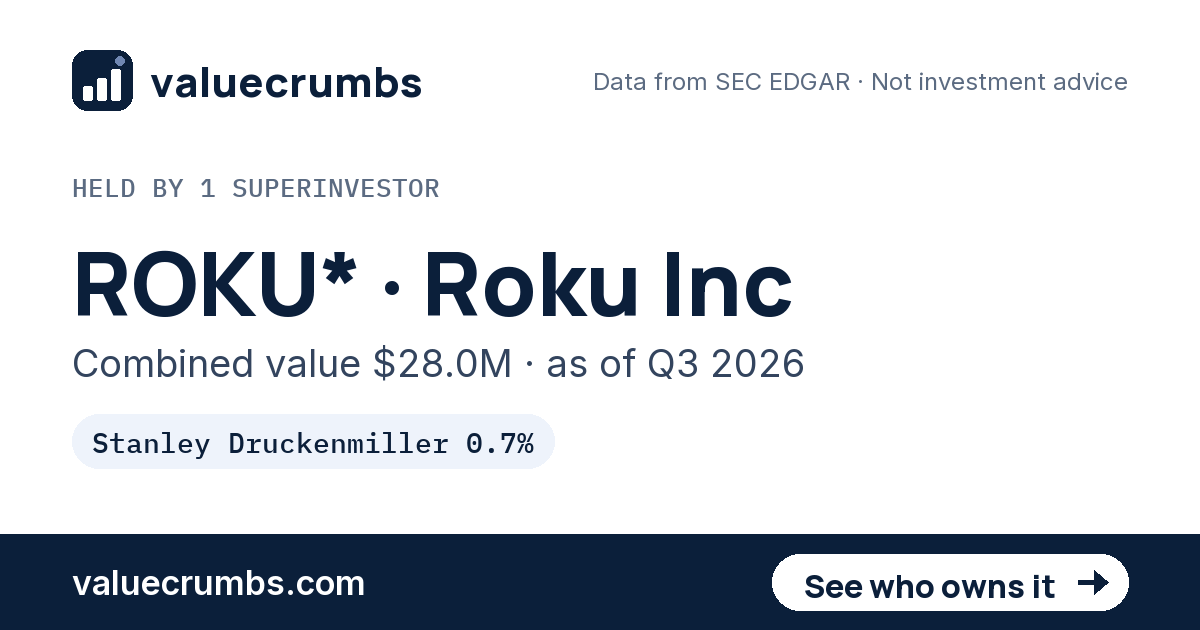 valuecrumbs
Data from SEC EDGAR · Not investment advice
HELD BY 1 SUPERINVESTOR
ROKU* · Roku Inc
Combined value $28.0M · as of Q3 2026
Stanley Druckenmiller 0.7%
valuecrumbs.com
See who owns it →